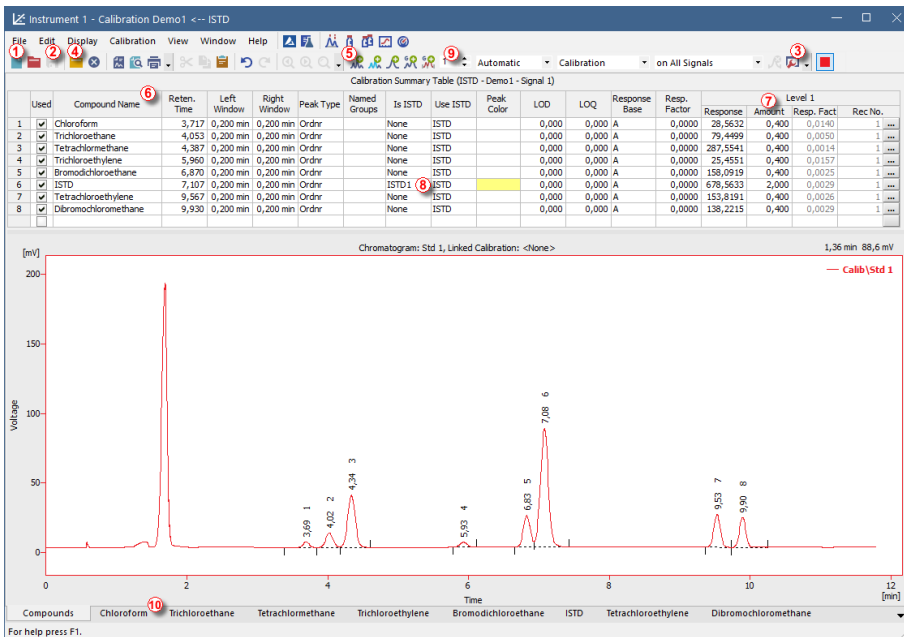 Instrument 1 - Calibration Demo1 <-- ISTD
File Edit Display Calibration View Window Help
1 2 4 5 9 3
Automatic Calibration on All Signals
Calibration Summary Table (ISTD - Demo1 - Signal 1)
Used Compound Name 6 Reten. Time Left Window Right Window Peak Type Named Groups Is ISTD Use ISTD Peak Color LOD LOQ Response Base Resp. Factor 7 Level 1
Response Amount Resp. Fact Rec No.
1 Chloroform 3,717 0,200 min 0,200 min Ordnr None ISTD 0,000 0,000 A 0,0000 28,5632 0,400 0,0140 1 ...
2 Trichloroethane 4,053 0,200 min 0,200 min Ordnr None ISTD 0,000 0,000 A 0,0000 79,4499 0,400 0,0050 1 ...
3 Tetrachlormethane 4,387 0,200 min 0,200 min Ordnr None ISTD 0,000 0,000 A 0,0000 287,5541 0,400 0,0014 1 ...
4 Trichloroethylene 5,960 0,200 min 0,200 min Ordnr None ISTD 0,000 0,000 A 0,0000 25,4551 0,400 0,0157 1 ...
5 Bromodichloroethane 6,870 0,200 min 0,200 min Ordnr None ISTD 0,000 0,000 A 0,0000 158,0919 0,400 0,0025 1 ...
6 ISTD 7,107 0,200 min 0,200 min Ordnr ISTD1 8 ISTD 0,000 0,000 A 0,0000 678,5633 2,000 0,0029 1 ...
7 Tetrachloroethylene 9,567 0,200 min 0,200 min Ordnr None ISTD 0,000 0,000 A 0,0000 153,8191 0,400 0,0026 1 ...
8 Dibromochloromethane 9,930 0,200 min 0,200 min Ordnr None ISTD 0,000 0,000 A 0,0000 138,2215 0,400 0,0029 1 ...
Chromatogram: Std 1, Linked Calibration: <None> 1,36 min 88,6 mV
[mV]
Calib\Std 1
200
150
100
50
0
Voltage
3,69 1
4,02 2
4,34 3
5,93 4
6,83 5
7,08 6
9,53 7
9,90 8
0 2 4 6 8 10 12
Time [min]
10
Compounds Chloroform Trichloroethane Tetrachlormethane Trichloroethylene Bromodichloroethane ISTD Tetrachloroethylene Dibromochloromethane
For help press F1.